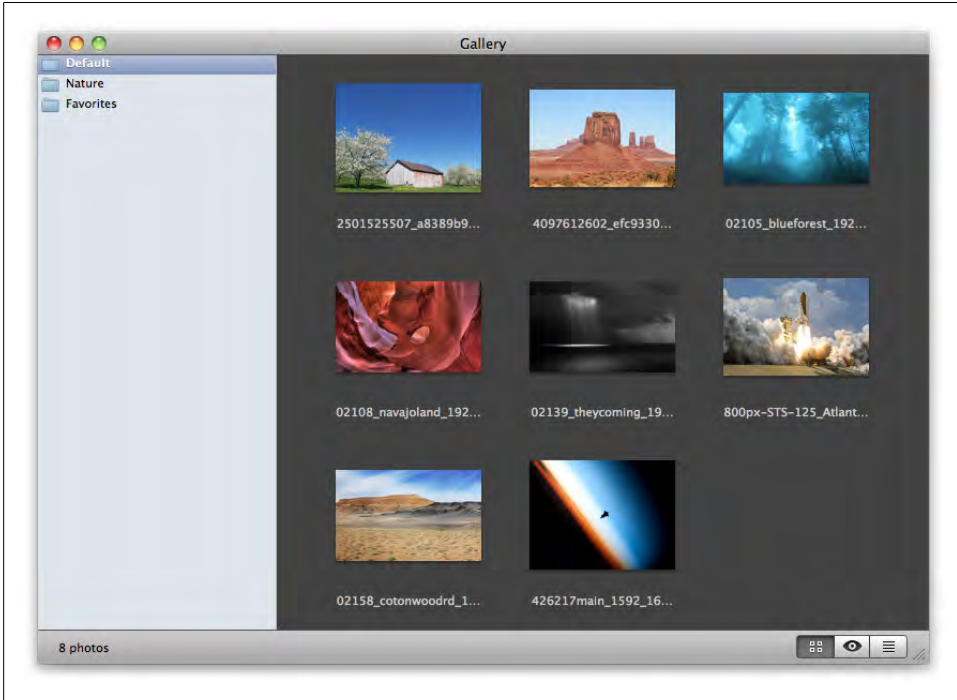 Gallery
Default
Nature
Favorites
2501525507_a8389b9...
4097612602_efc9330...
02105_blueforest_192...
02108_navajoland_192...
02139_theycoming_19...
800px-STS-125_Atlant...
02158_cotonwoodrd_1...
426217main_1592_16...
8 photos